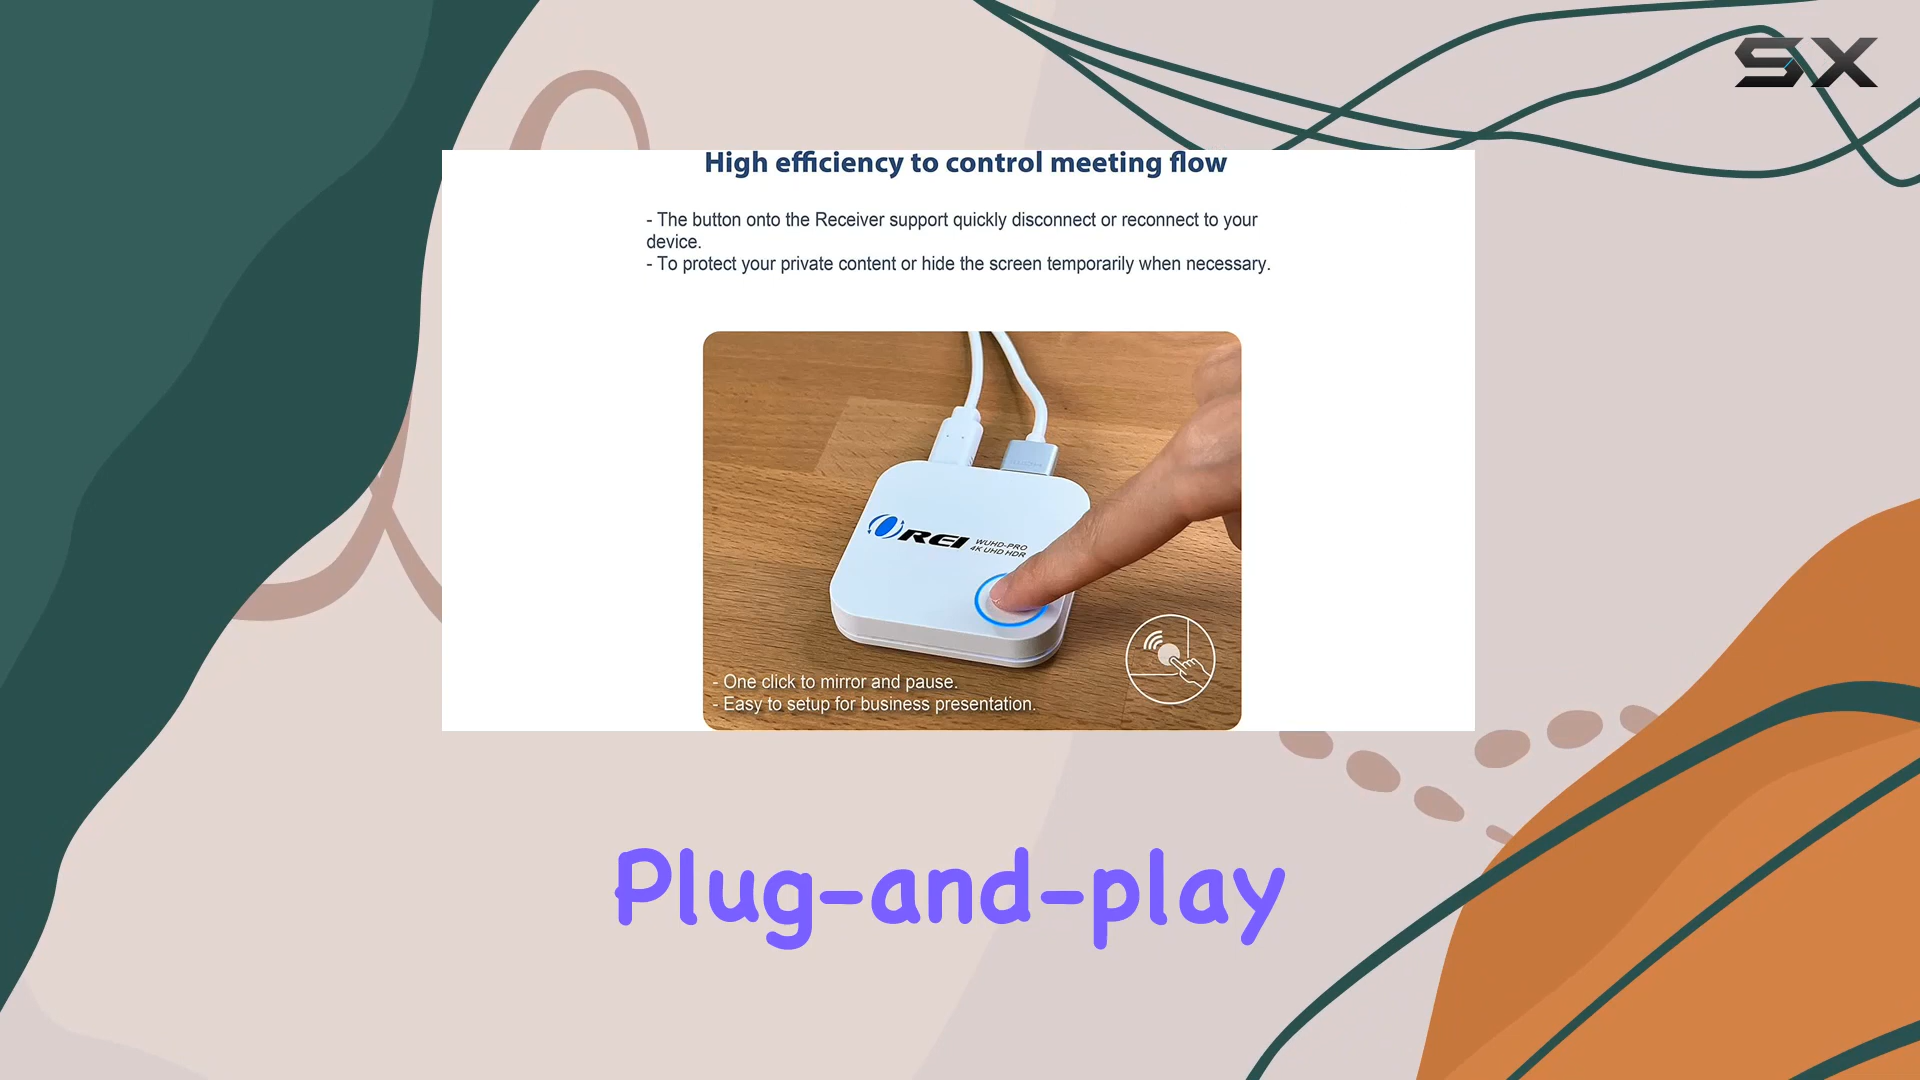 SX
High efficiency to control meeting flow
- The button onto the Receiver support quickly disconnect or reconnect to your
device.
- To protect your private content or hide the screen temporarily when necessary.
OREI
WUHD-PRO
4K UHD HDR
- One click to mirror and pause.
- Easy to setup for business presentation.
Plug-and-play